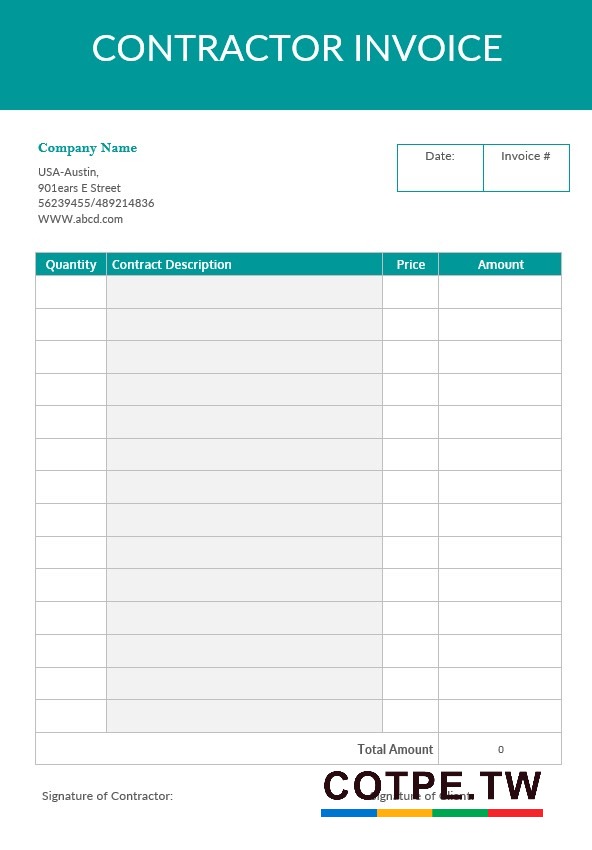 CONTRACTOR INVOICE
Company Name
USA-Austin,
901ears E Street
56239455/489214836
WWW.abcd.com
Date: Invoice #
Quantity Contract Description Price Amount
Total Amount 0
Signature of Contractor: Signature of Client:
COTPE.TW